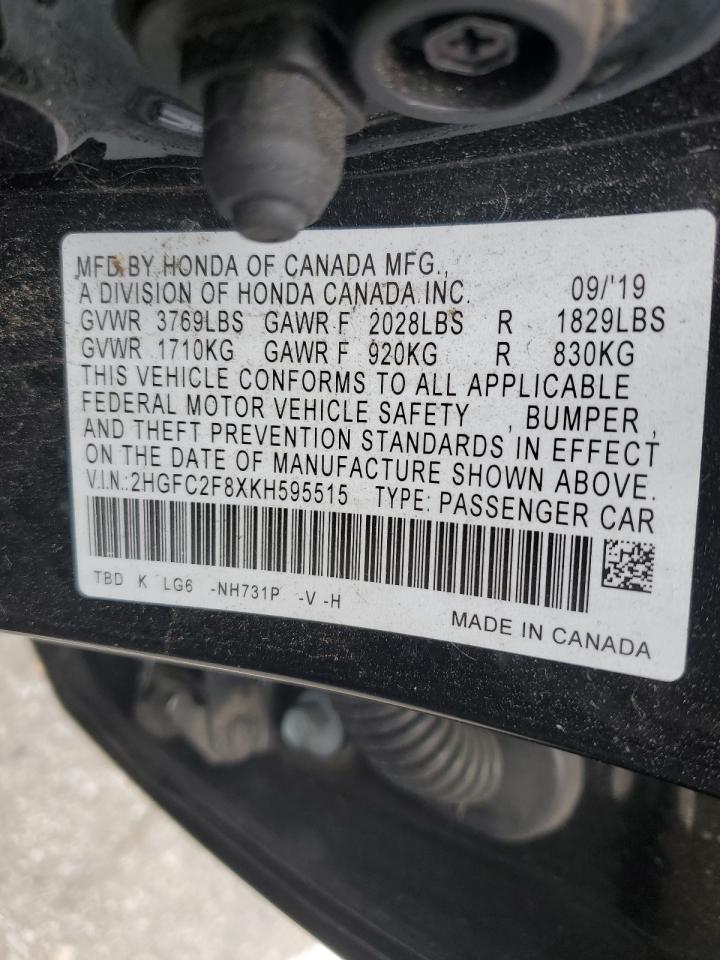 MFD.BY HONDA OF CANADA MFG.,
A DIVISION OF HONDA CANADA INC. 09/'19
GVWR 3769LBS GAWR F 2028LBS R 1829LBS
GVWR 1710KG GAWR F 920KG R 830KG
THIS VEHICLE CONFORMS TO ALL APPLICABLE
FEDERAL MOTOR VEHICLE SAFETY , BUMPER ,
AND THEFT PREVENTION STANDARDS IN EFFECT
ON THE DATE OF MANUFACTURE SHOWN ABOVE.
V.I.N.:2HGFC2F8XKH595515 TYPE: PASSENGER CAR
TBD K LG6 -NH731P -V -H
MADE IN CANADA